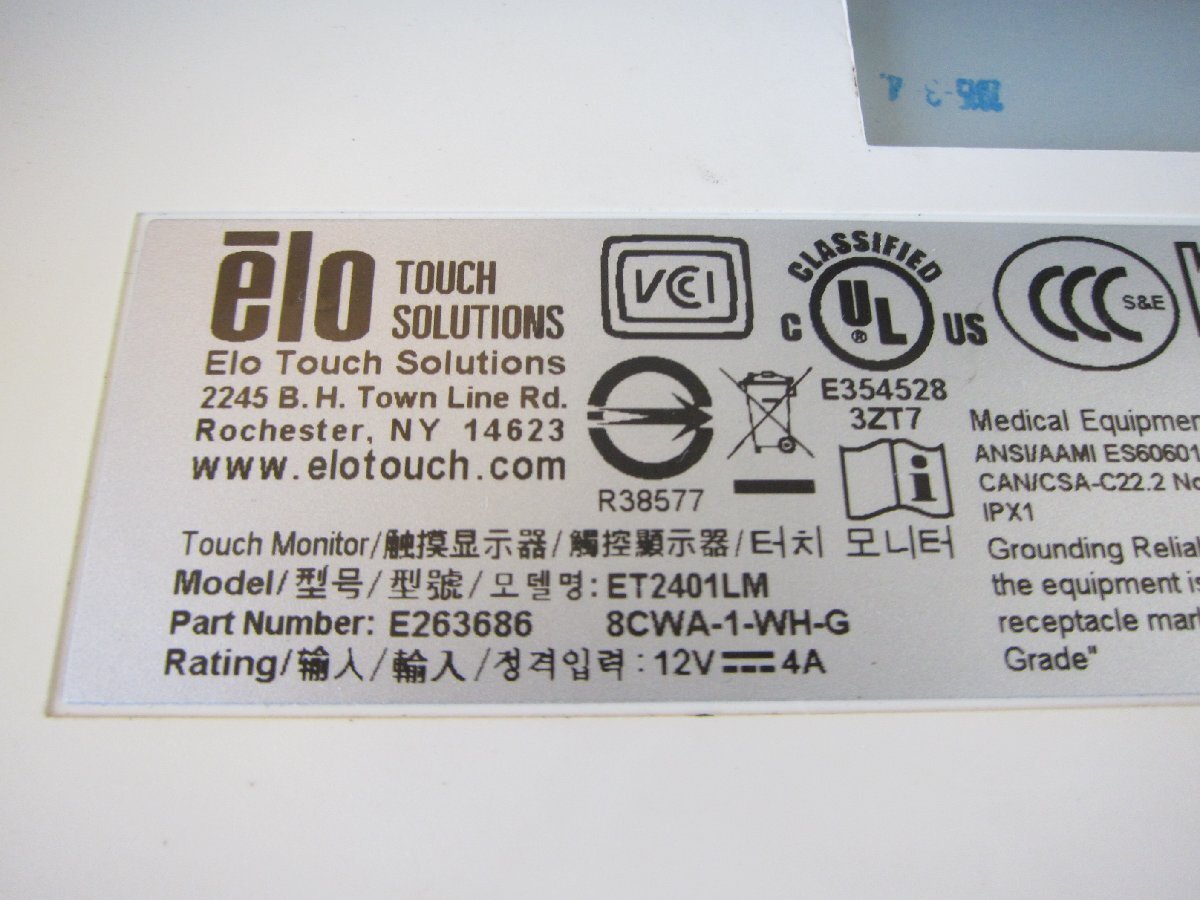 ēlo TOUCH SOLUTIONS
Elo Touch Solutions
2245 B. H. Town Line Rd.
Rochester, NY 14623
www.elotouch.com
VCCI
CLASSIFIED
C UL® US
E354528
3ZT7
CCC S&E
R38577
i
Medical Equipmen
ANSI/AAMI ES60601
CAN/CSA-C22.2 No
IPX1
Touch Monitor/触摸显示器/觸控顯示器/터치 모니터
Model/型号/型號/모델명: ET2401LM
Part Number: E263686 8CWA-1-WH-G
Rating/输入/輸入/정격입력: 12V 4A
Grounding Relial
the equipment is
receptacle mar
Grade"